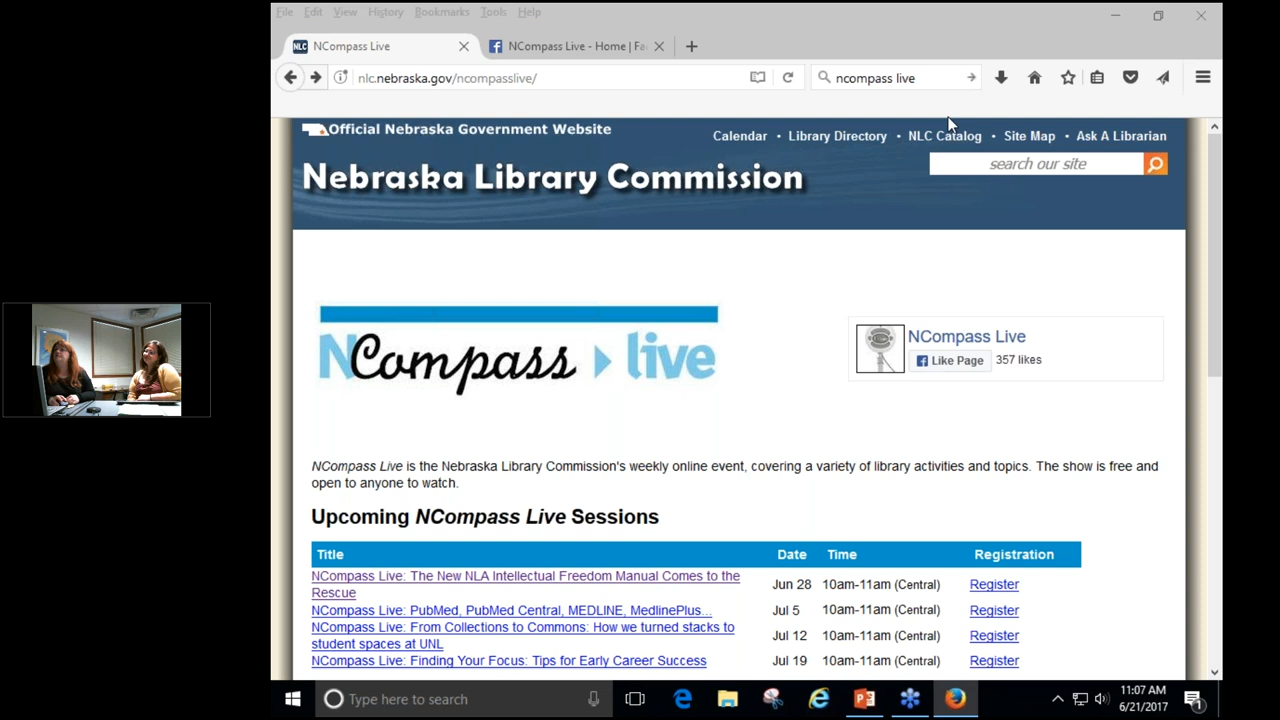 File Edit View History Bookmarks Tools Help
NLC NCompass Live
NCompass Live - Home | Fa
nlc.nebraska.gov/ncompasslive/
ncompass live
Official Nebraska Government Website
Calendar • Library Directory • NLC Catalog • Site Map • Ask A Librarian
Nebraska Library Commission
search our site
NCompass live
NCompass Live
Like Page 357 likes
NCompass Live is the Nebraska Library Commission's weekly online event, covering a variety of library activities and topics. The show is free and
open to anyone to watch.
Upcoming NCompass Live Sessions
Title Date Time Registration
NCompass Live: The New NLA Intellectual Freedom Manual Comes to the
Rescue Jun 28 10am-11am (Central) Register
NCompass Live: PubMed, PubMed Central, MEDLINE, MedlinePlus... Jul 5 10am-11am (Central) Register
NCompass Live: From Collections to Commons: How we turned stacks to
student spaces at UNL Jul 12 10am-11am (Central) Register
NCompass Live: Finding Your Focus: Tips for Early Career Success Jul 19 10am-11am (Central) Register
Type here to search
11:07 AM
6/21/2017
1